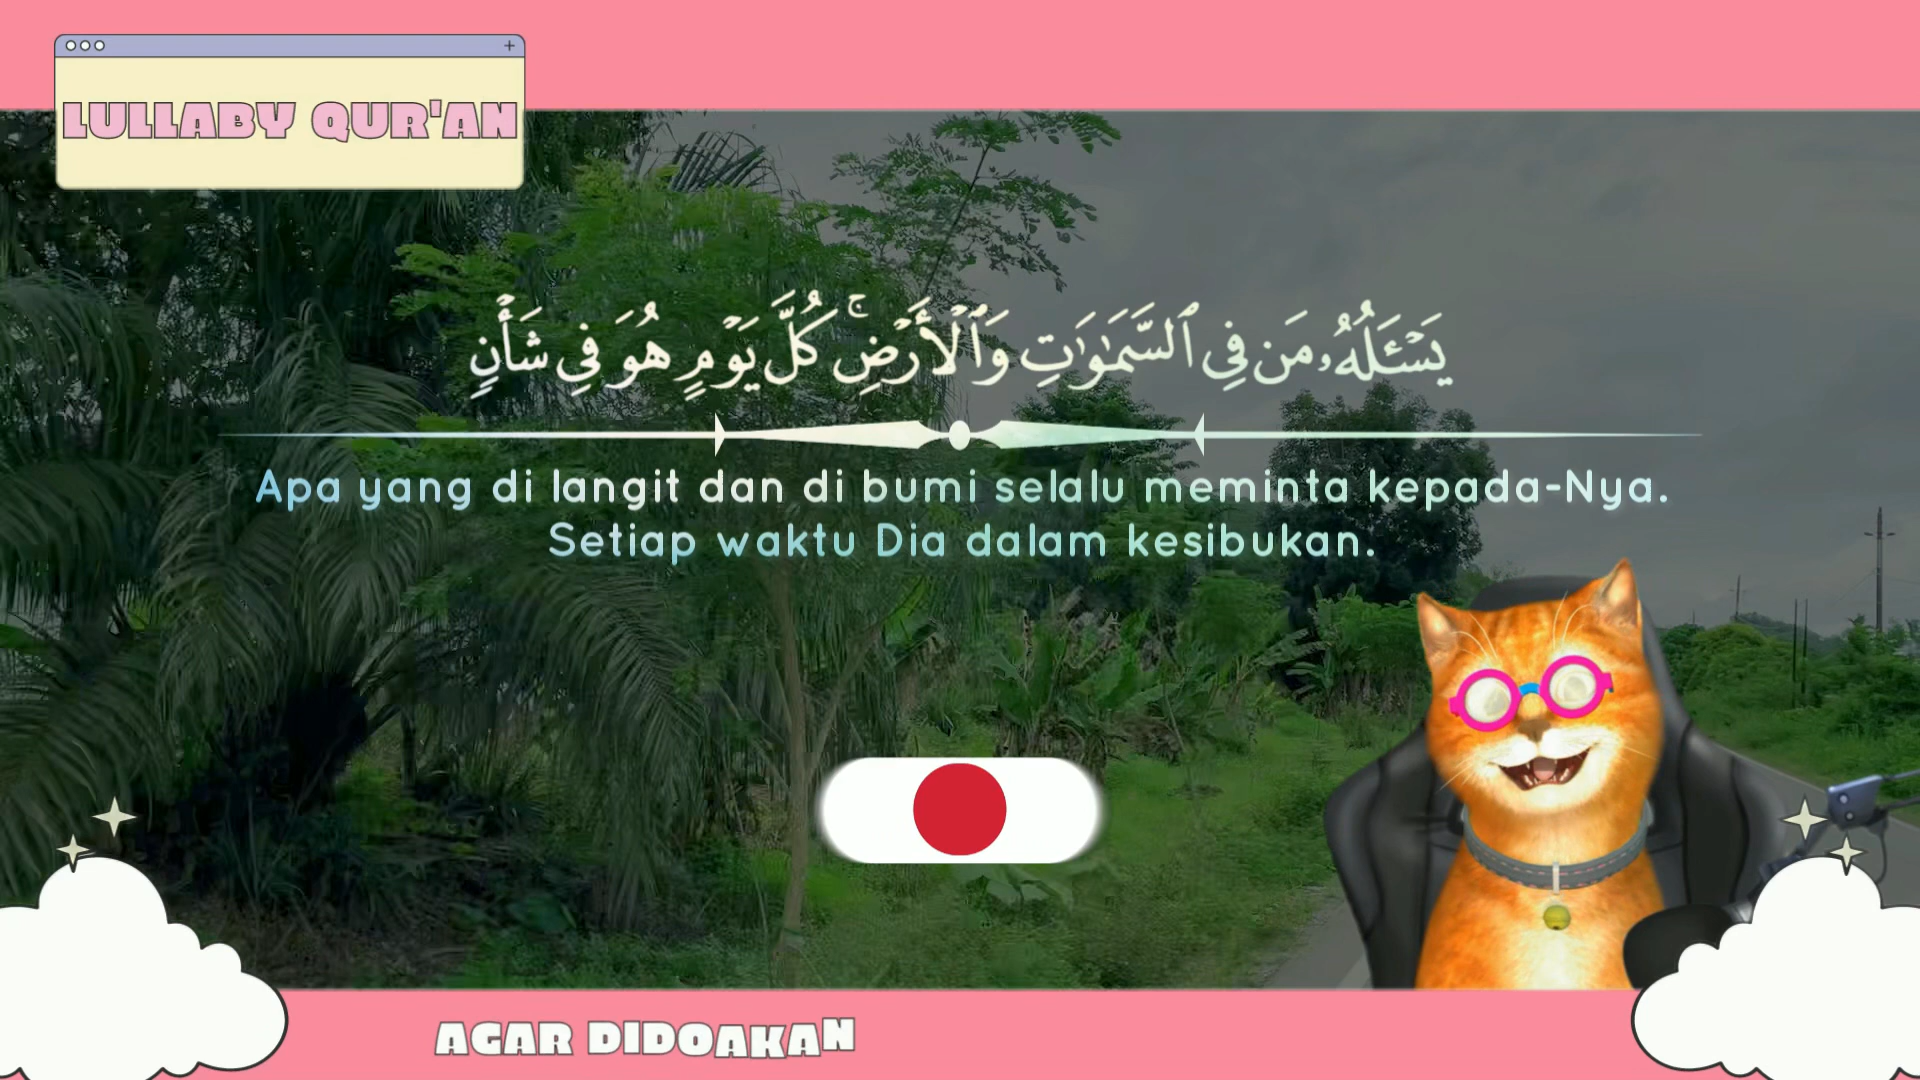 LULLABY QUR'AN
يَسْـَٔلُهُۥ مَن فِى ٱلسَّمَـٰوَٰتِ وَٱلْأَرْضِ ۚ كُلَّ يَوْمٍ هُوَ فِى شَأْنٍ
Apa yang di langit dan di bumi selalu meminta kepada-Nya.
Setiap waktu Dia dalam kesibukan.
AGAR DIDOAKAN